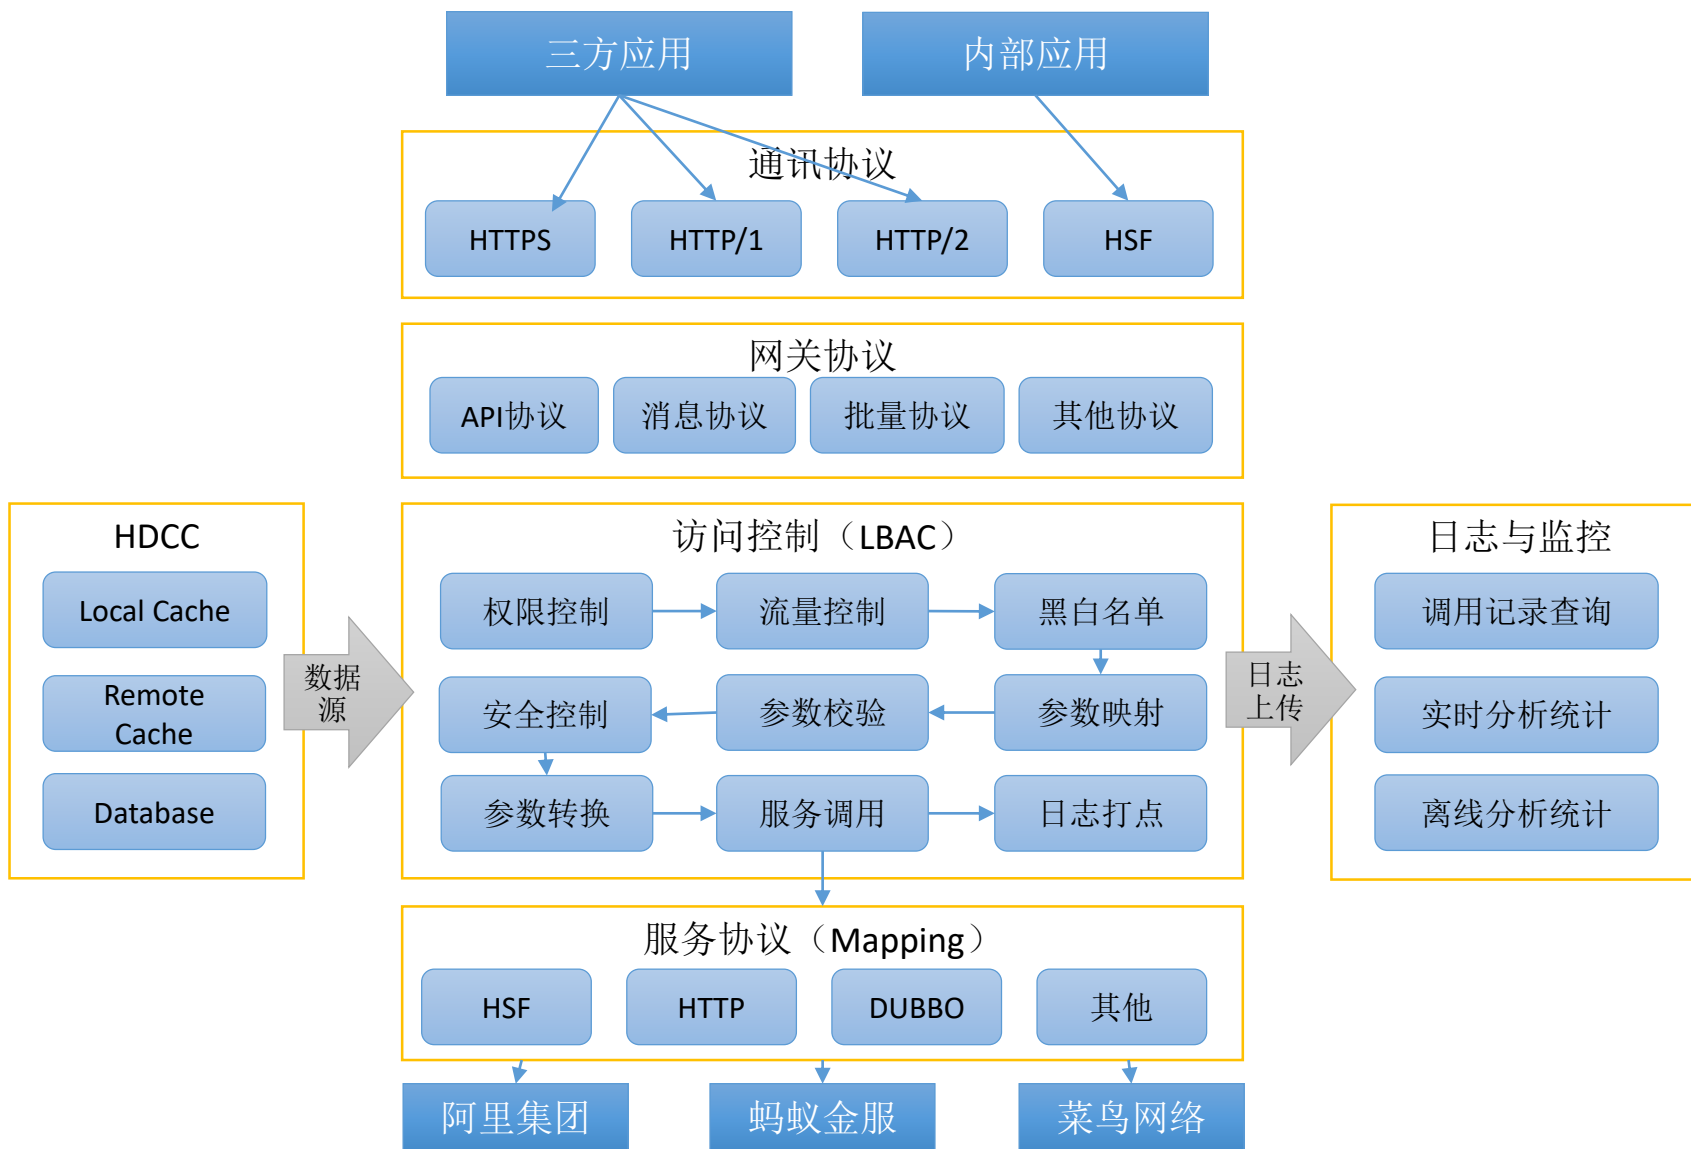 三方应用
内部应用
通讯协议
HTTPS
HTTP/1
HTTP/2
HSF
网关协议
API协议
消息协议
批量协议
其他协议
HDCC
Local Cache
Remote
Cache
Database
数据
源
访问控制（LBAC）
权限控制
流量控制
黑白名单
安全控制
参数校验
参数映射
参数转换
服务调用
日志打点
日志
上传
日志与监控
调用记录查询
实时分析统计
离线分析统计
服务协议（Mapping）
HSF
HTTP
DUBBO
其他
阿里集团
蚂蚁金服
菜鸟网络